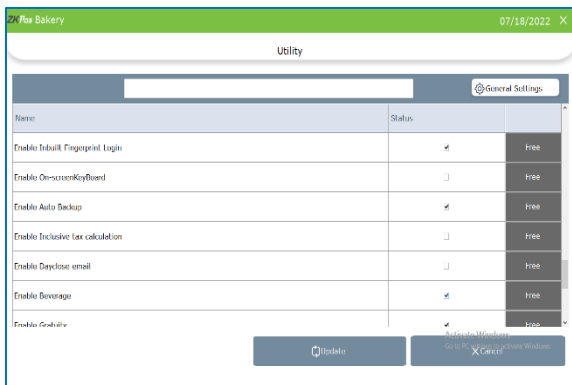 ZKPos Bakery 07/18/2022 X
Utility
General Settings
Name Status
Enable Inbuilt Fingerprint Login Free
Enable On-screenKeyBoard Free
Enable Auto Backup Free
Enable Inclusive tax calculation Free
Enable Dayclose email Free
Enable Beverage Free
Enable Gratuity Free
Activate Windows
Update Go to PC settings to activate Windows. X Cancel